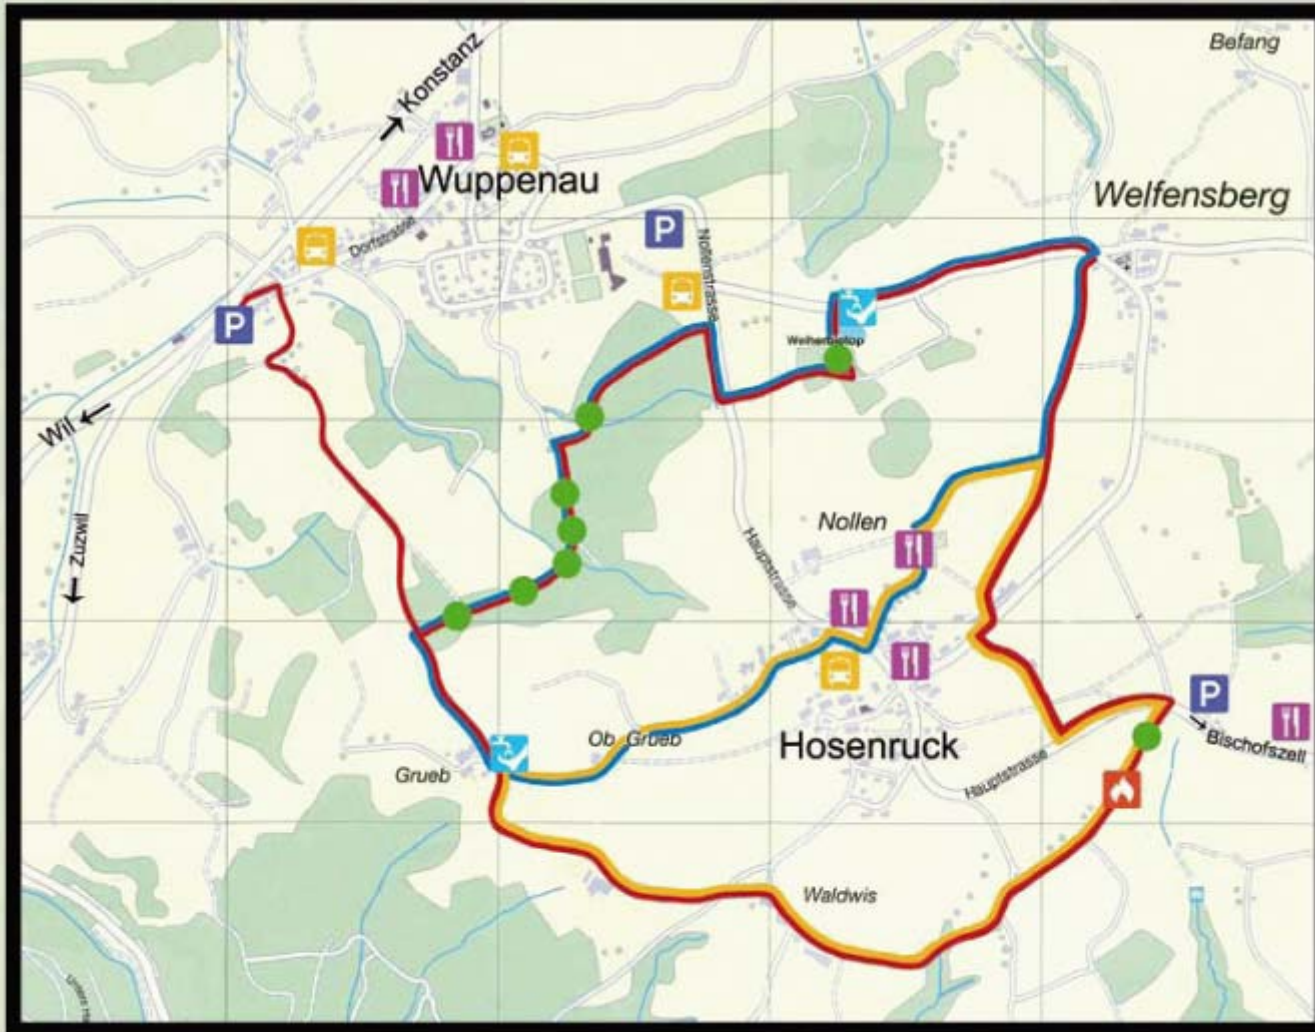 Befang
Konstanz
Wuppenau
Welfensberg
P
Dorfstrasse
Nollenstrasse
P
Weiherbiotop
Wil
Nollen
Zuzwil
Hauptstrasse
P
Bischofszell
Ob. Grueb
Hosenruck
Grueb
Hauptstrasse
Waldwis